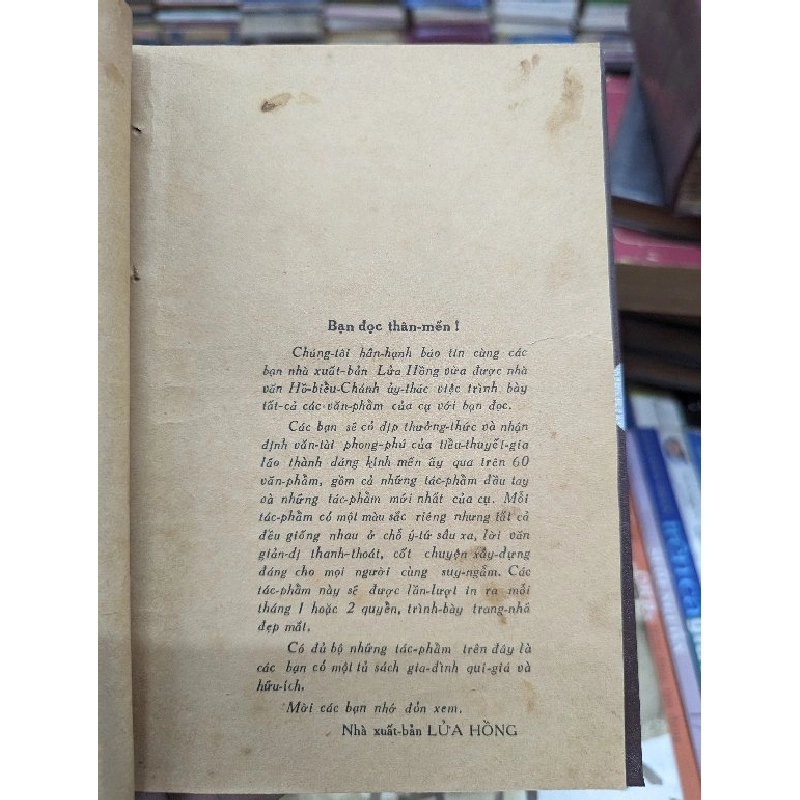 Bạn đọc thân-mến !
Chúng-tôi hân-hạnh báo tin cùng các
bạn nhà xuất-bản Lửa Hồng vừa được nhà
văn Hồ-biểu-Chánh ủy-thác việc trình bày
tất-cả các văn-phẩm của cụ với bạn đọc.
Các bạn sẽ có dịp thưởng-thức và nhận
định văn-tài phong-phú của tiểu-thuyết-gia
lão thành đáng kính mến ấy qua trên 60
văn-phẩm, gồm cả những tác-phẩm đầu tay
và những tác-phẩm mới nhất của cụ. Mỗi
tác-phẩm có một màu sắc riêng nhưng tất cả
đều giống nhau ở chỗ ý-tứ sâu xa, lời văn
giản-dị thanh-thoát, cốt chuyện xây-dựng
đáng cho mọi người cùng suy-ngẫm. Các
tác-phẩm này sẽ được lần-lượt in ra mỗi
tháng 1 hoặc 2 quyển, trình-bày trang-nhã
đẹp mắt.
Có đủ bộ những tác-phẩm trên đây là
các bạn có một tủ sách gia-đình quí-giá và
hữu-ích.
Mời các bạn nhớ đón xem.
Nhà xuất-bản LỬA HỒNG